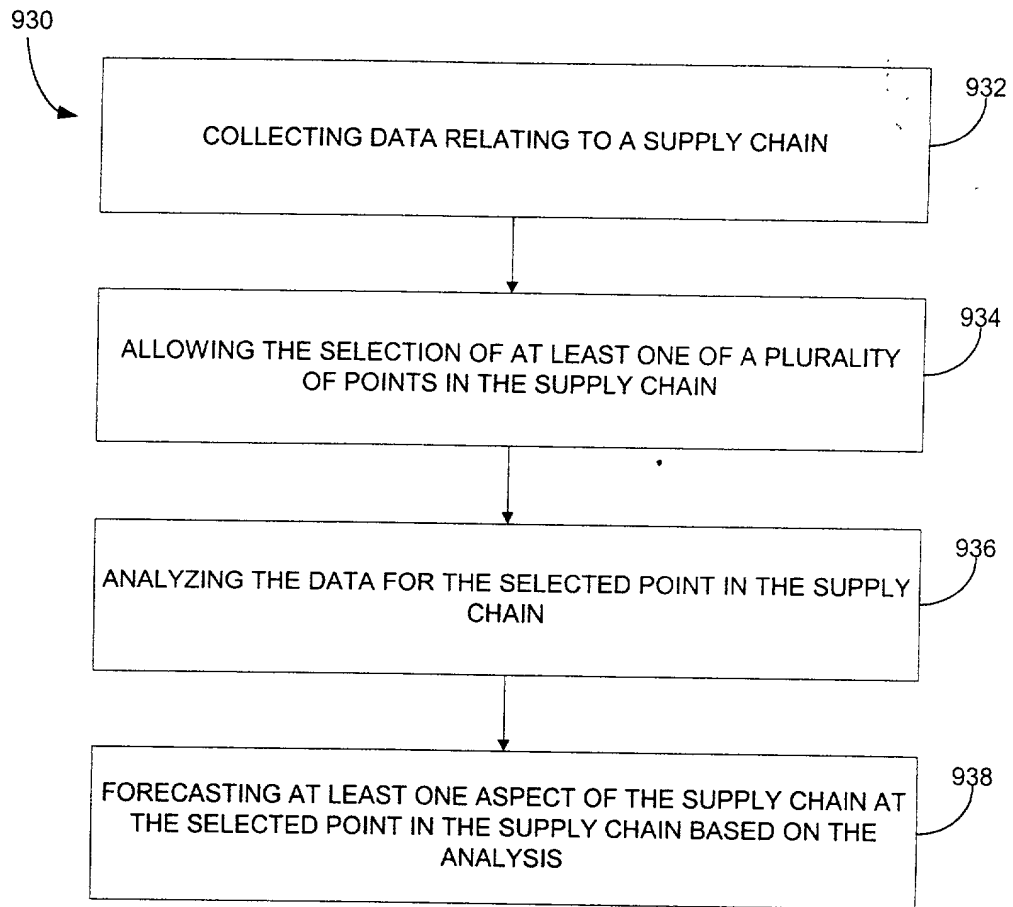 930
COLLECTING DATA RELATING TO A SUPPLY CHAIN
932
ALLOWING THE SELECTION OF AT LEAST ONE OF A PLURALITY
OF POINTS IN THE SUPPLY CHAIN
934
ANALYZING THE DATA FOR THE SELECTED POINT IN THE SUPPLY
CHAIN
936
FORECASTING AT LEAST ONE ASPECT OF THE SUPPLY CHAIN AT
THE SELECTED POINT IN THE SUPPLY CHAIN BASED ON THE
ANALYSIS
938